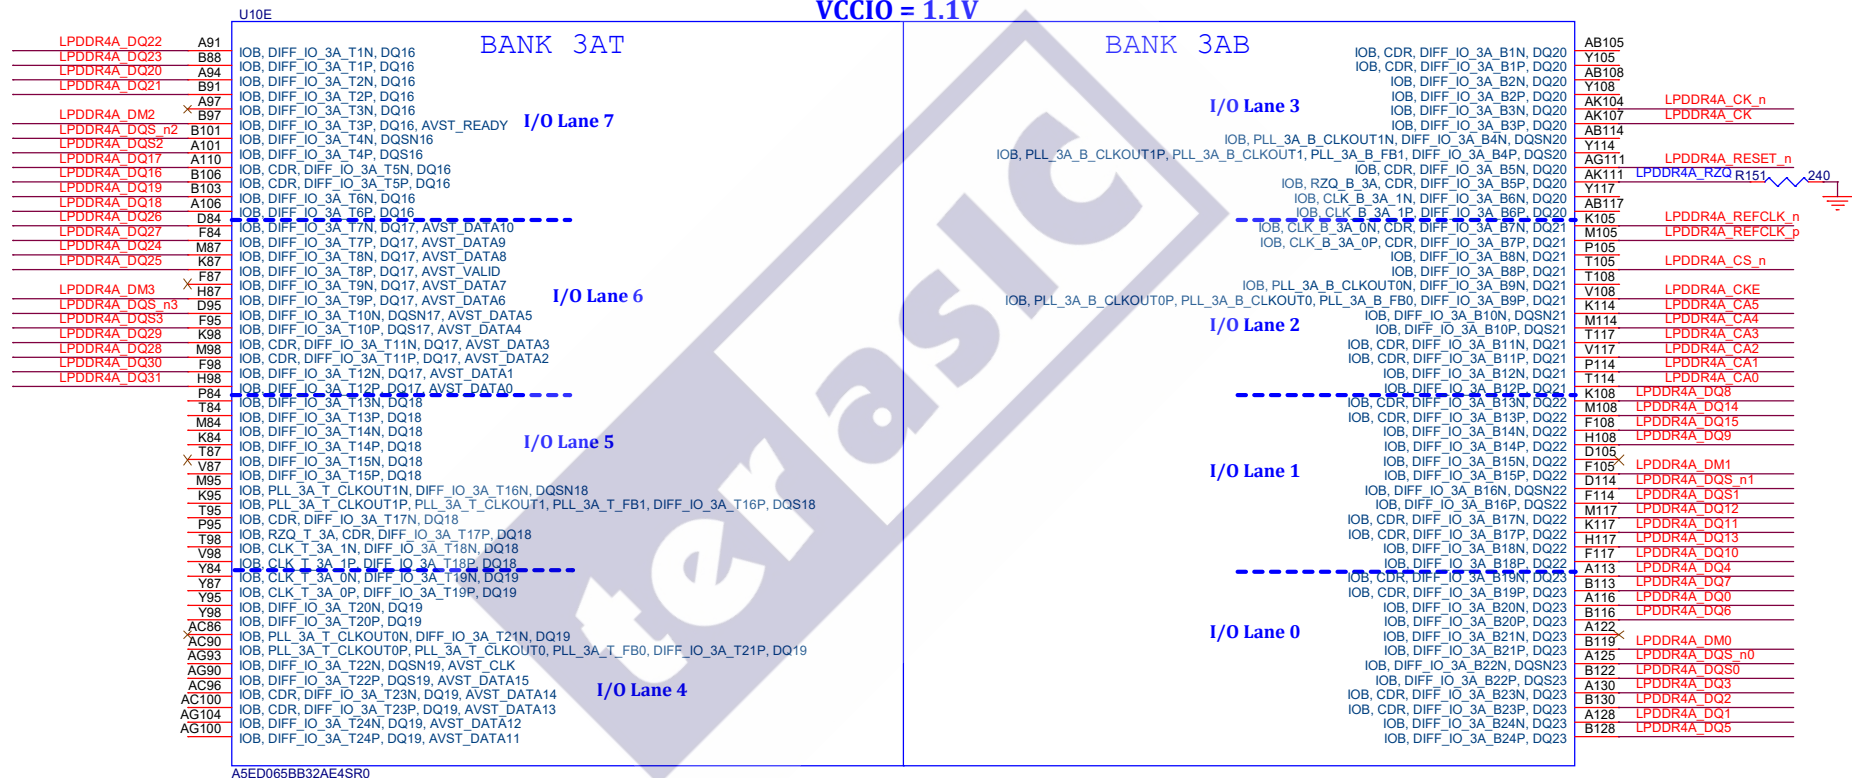 VCCIO = 1.1V
U10E
BANK 3AT
BANK 3AB
LPDDR4A_DQ22 A91 IOB, DIFF_IO_3A_T1N, DQ16
LPDDR4A_DQ23 B88 IOB, DIFF_IO_3A_T1P, DQ16
LPDDR4A_DQ20 A94 IOB, DIFF_IO_3A_T2N, DQ16
LPDDR4A_DQ21 B91 IOB, DIFF_IO_3A_T2P, DQ16
A97 IOB, DIFF_IO_3A_T3N, DQ16
LPDDR4A_DM2 B97 IOB, DIFF_IO_3A_T3P, DQ16, AVST_READY
LPDDR4A_DQS_n2 B101 IOB, DIFF_IO_3A_T4N, DQSN16
LPDDR4A_DQS2 A101 IOB, DIFF_IO_3A_T4P, DQS16
LPDDR4A_DQ17 A110 IOB, CDR, DIFF_IO_3A_T5N, DQ16
LPDDR4A_DQ16 B106 IOB, CDR, DIFF_IO_3A_T5P, DQ16
LPDDR4A_DQ19 B103 IOB, DIFF_IO_3A_T6N, DQ16
LPDDR4A_DQ18 A106 IOB, DIFF_IO_3A_T6P, DQ16
I/O Lane 7
LPDDR4A_DQ26 D84 IOB, DIFF_IO_3A_T7N, DQ17, AVST_DATA10
LPDDR4A_DQ27 F84 IOB, DIFF_IO_3A_T7P, DQ17, AVST_DATA9
LPDDR4A_DQ24 M87 IOB, DIFF_IO_3A_T8N, DQ17, AVST_DATA8
LPDDR4A_DQ25 K87 IOB, DIFF_IO_3A_T8P, DQ17, AVST_VALID
F87 IOB, DIFF_IO_3A_T9N, DQ17, AVST_DATA7
LPDDR4A_DM3 H87 IOB, DIFF_IO_3A_T9P, DQ17, AVST_DATA6
LPDDR4A_DQS_n3 D95 IOB, DIFF_IO_3A_T10N, DQSN17, AVST_DATA5
LPDDR4A_DQS3 F95 IOB, DIFF_IO_3A_T10P, DQS17, AVST_DATA4
LPDDR4A_DQ29 K98 IOB, CDR, DIFF_IO_3A_T11N, DQ17, AVST_DATA3
LPDDR4A_DQ28 M98 IOB, CDR, DIFF_IO_3A_T11P, DQ17, AVST_DATA2
LPDDR4A_DQ30 F98 IOB, DIFF_IO_3A_T12N, DQ17, AVST_DATA1
LPDDR4A_DQ31 H98 IOB, DIFF_IO_3A_T12P, DQ17, AVST_DATA0
I/O Lane 6
P84 IOB, DIFF_IO_3A_T13N, DQ18
T84 IOB, DIFF_IO_3A_T13P, DQ18
M84 IOB, DIFF_IO_3A_T14N, DQ18
K84 IOB, DIFF_IO_3A_T14P, DQ18
T87 IOB, DIFF_IO_3A_T15N, DQ18
V87 IOB, DIFF_IO_3A_T15P, DQ18
M95 IOB, PLL_3A_T_CLKOUT1N, DIFF_IO_3A_T16N, DQSN18
K95 IOB, PLL_3A_T_CLKOUT1P, PLL_3A_T_CLKOUT1, PLL_3A_T_FB1, DIFF_IO_3A_T16P, DQS18
T95 IOB, CDR, DIFF_IO_3A_T17N, DQ18
P95 IOB, RZQ_T_3A, CDR, DIFF_IO_3A_T17P, DQ18
T98 IOB, CLK_T_3A_1N, DIFF_IO_3A_T18N, DQ18
V98 IOB, CLK_T_3A_1P, DIFF_IO_3A_T18P, DQ18
I/O Lane 5
Y84 IOB, CLK_T_3A_0N, DIFF_IO_3A_T19N, DQ19
Y87 IOB, CLK_T_3A_0P, DIFF_IO_3A_T19P, DQ19
Y95 IOB, DIFF_IO_3A_T20N, DQ19
Y98 IOB, DIFF_IO_3A_T20P, DQ19
AC86 IOB, PLL_3A_T_CLKOUT0N, DIFF_IO_3A_T21N, DQ19
AC90 IOB, PLL_3A_T_CLKOUT0P, PLL_3A_T_CLKOUT0, PLL_3A_T_FB0, DIFF_IO_3A_T21P, DQ19
AG93 IOB, DIFF_IO_3A_T22N, DQSN19, AVST_CLK
AG90 IOB, DIFF_IO_3A_T22P, DQS19, AVST_DATA15
AC96 IOB, CDR, DIFF_IO_3A_T23N, DQ19, AVST_DATA14
AC100 IOB, CDR, DIFF_IO_3A_T23P, DQ19, AVST_DATA13
AG104 IOB, DIFF_IO_3A_T24N, DQ19, AVST_DATA12
AG100 IOB, DIFF_IO_3A_T24P, DQ19, AVST_DATA11
I/O Lane 4
IOB, CDR, DIFF_IO_3A_B1N, DQ20 AB105
IOB, CDR, DIFF_IO_3A_B1P, DQ20 Y105
IOB, DIFF_IO_3A_B2N, DQ20 AB108
IOB, DIFF_IO_3A_B2P, DQ20 Y108
IOB, DIFF_IO_3A_B3N, DQ20 AK104 LPDDR4A_CK_n
IOB, DIFF_IO_3A_B3P, DQ20 AK107 LPDDR4A_CK
IOB, PLL_3A_B_CLKOUT1N, DIFF_IO_3A_B4N, DQSN20 AB114
IOB, PLL_3A_B_CLKOUT1P, PLL_3A_B_CLKOUT1, PLL_3A_B_FB1, DIFF_IO_3A_B4P, DQS20 Y114
IOB, CDR, DIFF_IO_3A_B5N, DQ20 AG111 LPDDR4A_RESET_n
IOB, RZQ_B_3A, CDR, DIFF_IO_3A_B5P, DQ20 AK111 LPDDR4A_RZQ R151 240
IOB, CLK_B_3A_1N, DIFF_IO_3A_B6N, DQ20 Y117
IOB, CLK_B_3A_1P, DIFF_IO_3A_B6P, DQ20 AB117
I/O Lane 3
IOB, CLK_B_3A_0N, CDR, DIFF_IO_3A_B7N, DQ21 K105 LPDDR4A_REFCLK_n
IOB, CLK_B_3A_0P, CDR, DIFF_IO_3A_B7P, DQ21 M105 LPDDR4A_REFCLK_p
IOB, DIFF_IO_3A_B8N, DQ21 P105
IOB, DIFF_IO_3A_B8P, DQ21 T105 LPDDR4A_CS_n
IOB, PLL_3A_B_CLKOUT0N, DIFF_IO_3A_B9N, DQ21 T108
IOB, PLL_3A_B_CLKOUT0P, PLL_3A_B_CLKOUT0, PLL_3A_B_FB0, DIFF_IO_3A_B9P, DQ21 V108 LPDDR4A_CKE
IOB, DIFF_IO_3A_B10N, DQSN21 K114 LPDDR4A_CA5
IOB, DIFF_IO_3A_B10P, DQS21 M114 LPDDR4A_CA4
IOB, CDR, DIFF_IO_3A_B11N, DQ21 T117 LPDDR4A_CA3
IOB, CDR, DIFF_IO_3A_B11P, DQ21 V117 LPDDR4A_CA2
IOB, DIFF_IO_3A_B12N, DQ21 P114 LPDDR4A_CA1
IOB, DIFF_IO_3A_B12P, DQ21 T114 LPDDR4A_CA0
I/O Lane 2
IOB, CDR, DIFF_IO_3A_B13N, DQ22 K108 LPDDR4A_DQ8
IOB, CDR, DIFF_IO_3A_B13P, DQ22 M108 LPDDR4A_DQ14
IOB, DIFF_IO_3A_B14N, DQ22 F108 LPDDR4A_DQ15
IOB, DIFF_IO_3A_B14P, DQ22 H108 LPDDR4A_DQ9
IOB, DIFF_IO_3A_B15N, DQ22 D105
IOB, DIFF_IO_3A_B15P, DQ22 F105 LPDDR4A_DM1
IOB, DIFF_IO_3A_B16N, DQSN22 D114 LPDDR4A_DQS_n1
IOB, DIFF_IO_3A_B16P, DQS22 F114 LPDDR4A_DQS1
IOB, CDR, DIFF_IO_3A_B17N, DQ22 M117 LPDDR4A_DQ12
IOB, CDR, DIFF_IO_3A_B17P, DQ22 K117 LPDDR4A_DQ11
IOB, DIFF_IO_3A_B18N, DQ22 H117 LPDDR4A_DQ13
IOB, DIFF_IO_3A_B18P, DQ22 F117 LPDDR4A_DQ10
I/O Lane 1
IOB, CDR, DIFF_IO_3A_B19N, DQ23 A113 LPDDR4A_DQ4
IOB, CDR, DIFF_IO_3A_B19P, DQ23 B113 LPDDR4A_DQ7
IOB, DIFF_IO_3A_B20N, DQ23 A116 LPDDR4A_DQ0
IOB, DIFF_IO_3A_B20P, DQ23 B116 LPDDR4A_DQ6
IOB, DIFF_IO_3A_B21N, DQ23 A122
IOB, DIFF_IO_3A_B21P, DQ23 B119 LPDDR4A_DM0
IOB, DIFF_IO_3A_B22N, DQSN23 A125 LPDDR4A_DQS_n0
IOB, DIFF_IO_3A_B22P, DQS23 B122 LPDDR4A_DQS0
IOB, CDR, DIFF_IO_3A_B23N, DQ23 A130 LPDDR4A_DQ3
IOB, CDR, DIFF_IO_3A_B23P, DQ23 B130 LPDDR4A_DQ2
IOB, DIFF_IO_3A_B24N, DQ23 A128 LPDDR4A_DQ1
IOB, DIFF_IO_3A_B24P, DQ23 B128 LPDDR4A_DQ5
I/O Lane 0
A5ED065BB32AE4SR0
terasIC